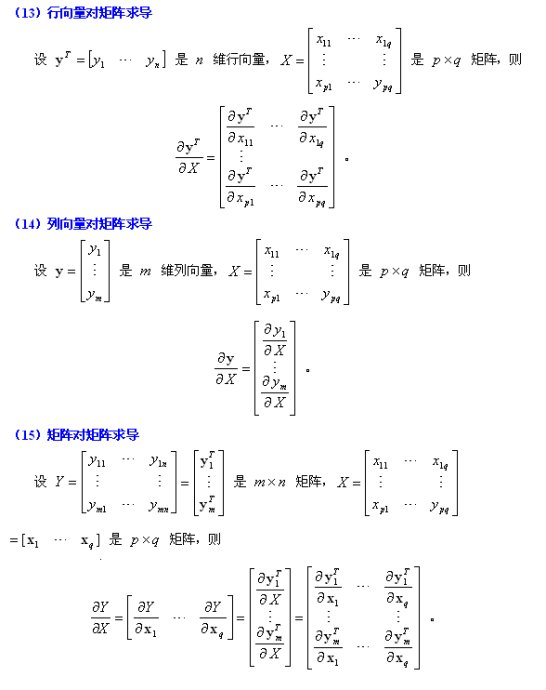 （13）行向量对矩阵求导
设 y^T = [y_1 ⋯ y_n] 是 n 维行向量，X = [x_11 ⋯ x_1q; ⋮ ⋮; x_p1 ⋯ y_pq] 是 p×q 矩阵，则
∂y^T/∂X = [∂y^T/∂x_11 ⋯ ∂y^T/∂x_1q; ⋮; ∂y^T/∂x_p1 ⋯ ∂y^T/∂x_pq] 。
（14）列向量对矩阵求导
设 y = [y_1; ⋮; y_m] 是 m 维列向量，X = [x_11 ⋯ x_1q; ⋮ ⋮; x_p1 ⋯ y_pq] 是 p×q 矩阵，则
∂y/∂X = [∂y_1/∂X; ⋮; ∂y_m/∂X] 。
（15）矩阵对矩阵求导
设 Y = [y_11 ⋯ y_1n; ⋮ ⋮; y_m1 ⋯ y_mn] = [y_1^T; ⋮; y_m^T] 是 m×n 矩阵，X = [x_11 ⋯ x_1q; ⋮ ⋮; x_p1 ⋯ y_pq]
= [x_1 ⋯ x_q] 是 p×q 矩阵，则
∂Y/∂X = [∂Y/∂x_1 ⋯ ∂Y/∂x_q] = [∂y_1^T/∂X; ⋮; ∂y_m^T/∂X] = [∂y_1^T/∂x_1 ⋯ ∂y_1^T/∂x_q; ⋮ ⋮; ∂y_m^T/∂x_1 ⋯ ∂y_m^T/∂x_q] 。